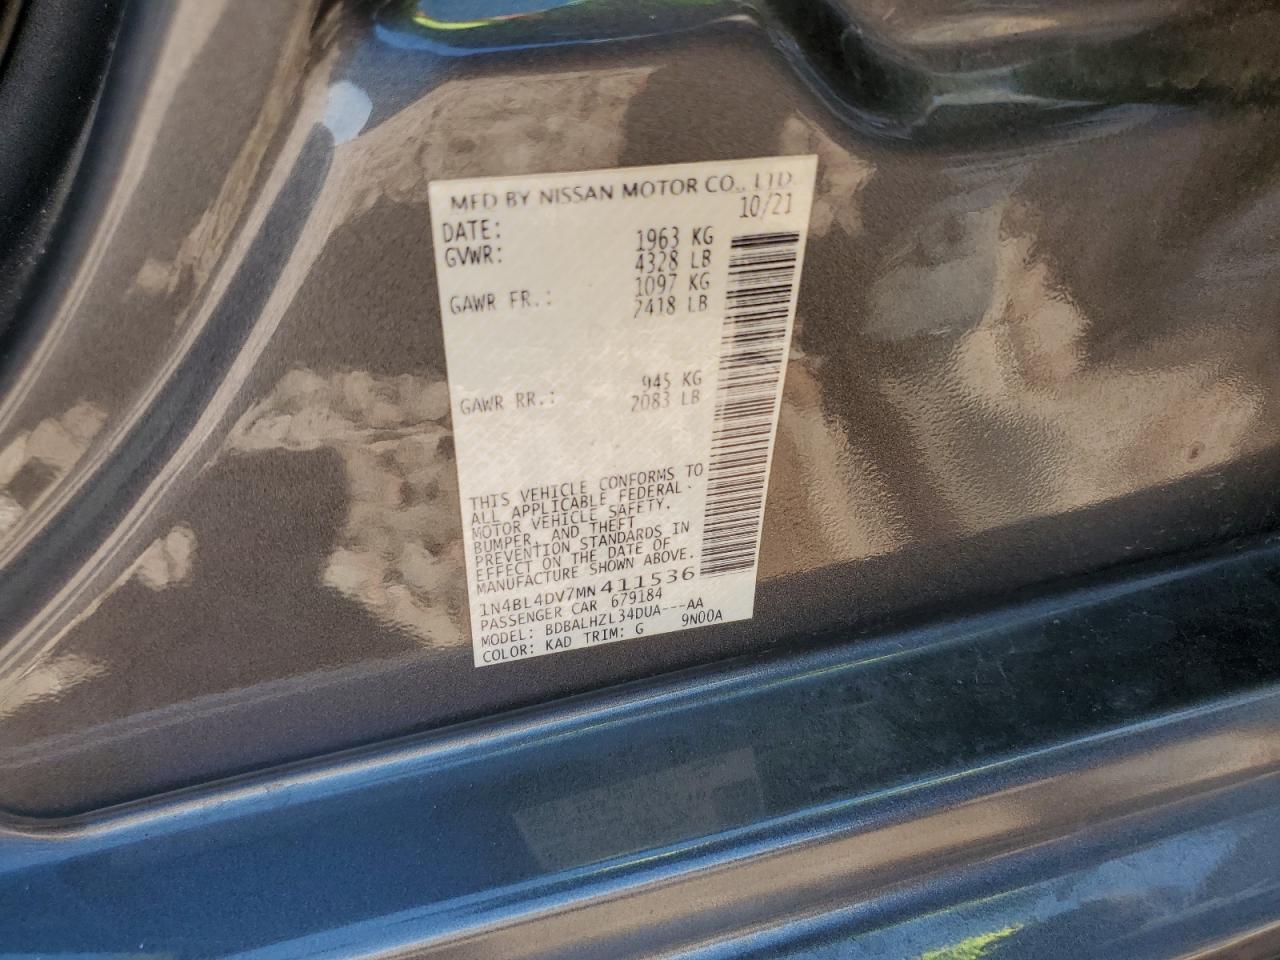 MFD BY NISSAN MOTOR CO., LTD.
DATE: 10/21
GVWR: 1963 KG
4328 LB
GAWR FR.: 1097 KG
2418 LB
GAWR RR.: 945 KG
2083 LB
THIS VEHICLE CONFORMS TO
ALL APPLICABLE FEDERAL
MOTOR VEHICLE SAFETY,
BUMPER, AND THEFT
PREVENTION STANDARDS IN
EFFECT ON THE DATE OF
MANUFACTURE SHOWN ABOVE.
1N4BL4DV7MN411536
PASSENGER CAR 679184
MODEL: BDBALHZL34DUA---AA
COLOR: KAD TRIM: G 9N00A